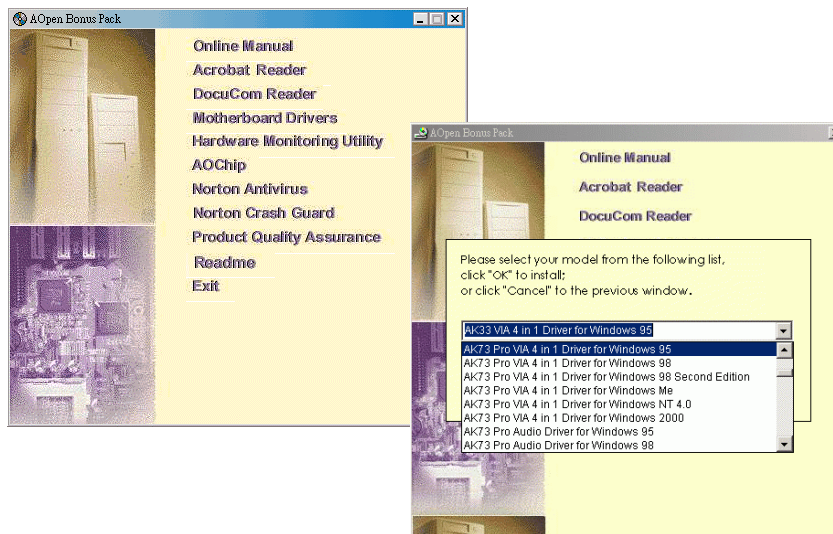 AOpen Bonus Pack
Online Manual
Acrobat Reader
DocuCom Reader
Motherboard Drivers
Hardware Monitoring Utility
AOChip
Norton Antivirus
Norton Crash Guard
Product Quality Assurance
Readme
Exit
AOpen Bonus Pack
Online Manual
Acrobat Reader
DocuCom Reader
Please select your model from the following list,
click "OK" to install;
or click "Cancel" to the previous window.
AK33 VIA 4 in 1 Driver for Windows 95
AK73 Pro VIA 4 in 1 Driver for Windows 95
AK73 Pro VIA 4 in 1 Driver for Windows 98
AK73 Pro VIA 4 in 1 Driver for Windows 98 Second Edition
AK73 Pro VIA 4 in 1 Driver for Windows Me
AK73 Pro VIA 4 in 1 Driver for Windows NT 4.0
AK73 Pro VIA 4 in 1 Driver for Windows 2000
AK73 Pro Audio Driver for Windows 95
AK73 Pro Audio Driver for Windows 98